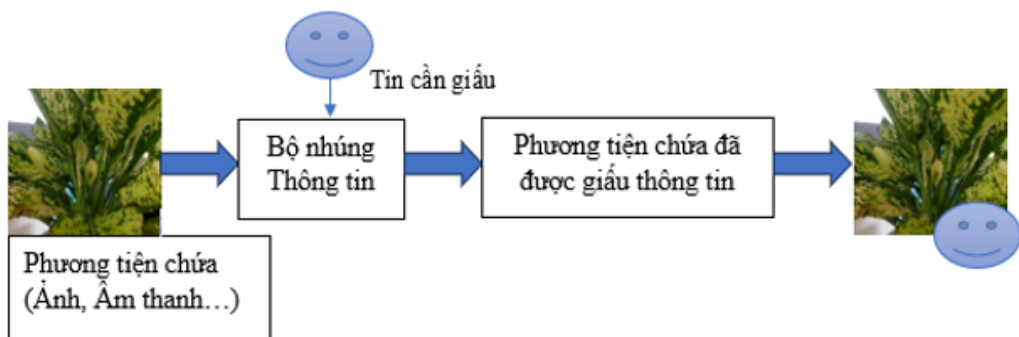 Tin cần giấu
Bộ nhúng
Thông tin
Phương tiện chứa đã
được giấu thông tin
Phương tiện chứa
(Ảnh, Âm thanh…)